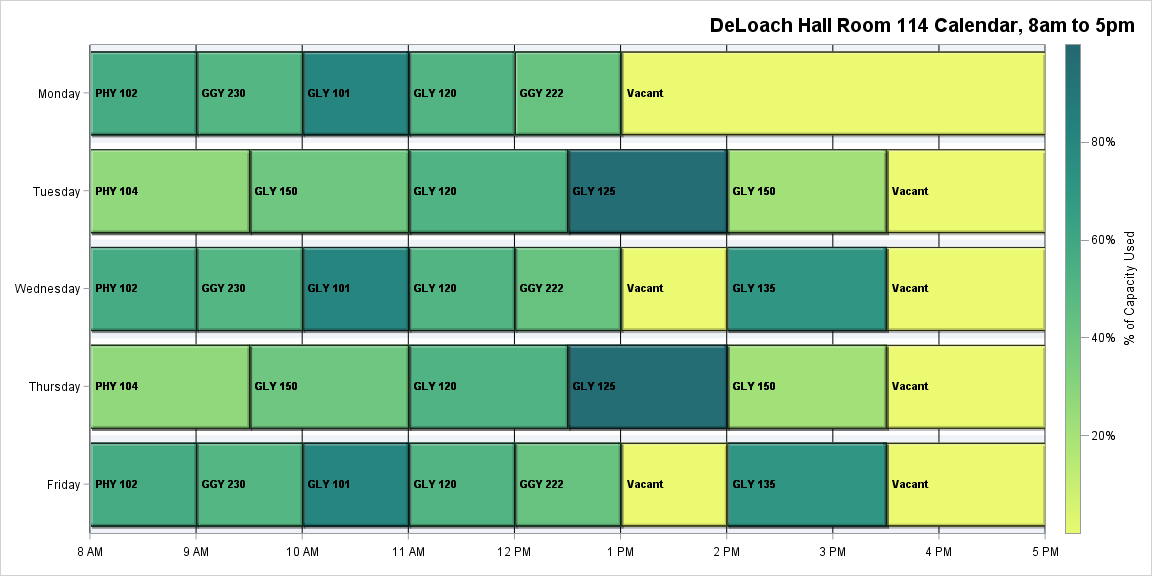 DeLoach Hall Room 114 Calendar, 8am to 5pm
Monday PHY 102 GGY 230 GLY 101 GLY 120 GGY 222 Vacant
80%
Tuesday PHY 104 GLY 150 GLY 120 GLY 125 GLY 150 Vacant
60%
% of Capacity Used
Wednesday PHY 102 GGY 230 GLY 101 GLY 120 GGY 222 Vacant GLY 135 Vacant
40%
Thursday PHY 104 GLY 150 GLY 120 GLY 125 GLY 150 Vacant
20%
Friday PHY 102 GGY 230 GLY 101 GLY 120 GGY 222 Vacant GLY 135 Vacant
8 AM 9 AM 10 AM 11 AM 12 PM 1 PM 2 PM 3 PM 4 PM 5 PM